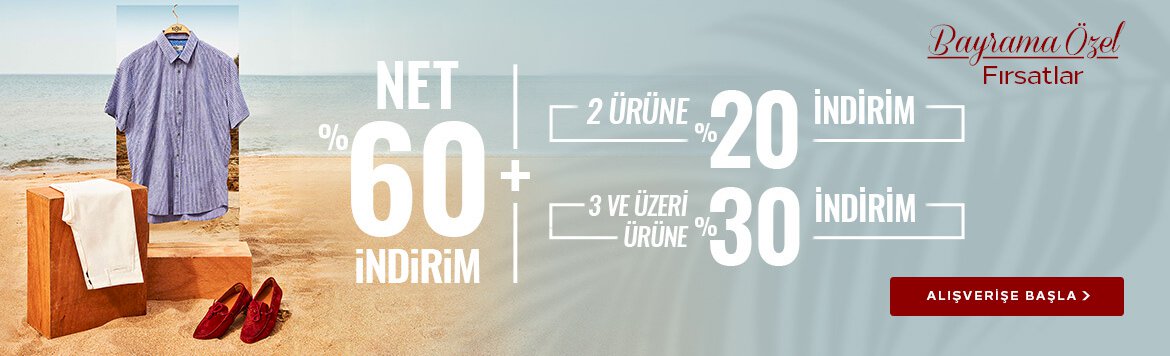 Bayrama Özel
Fırsatlar
NET
%60
İNDİRİM
+
2 ÜRÜNE %20 İNDİRİM
3 VE ÜZERİ
ÜRÜNE %30 İNDİRİM
ALIŞVERİŞE BAŞLA >